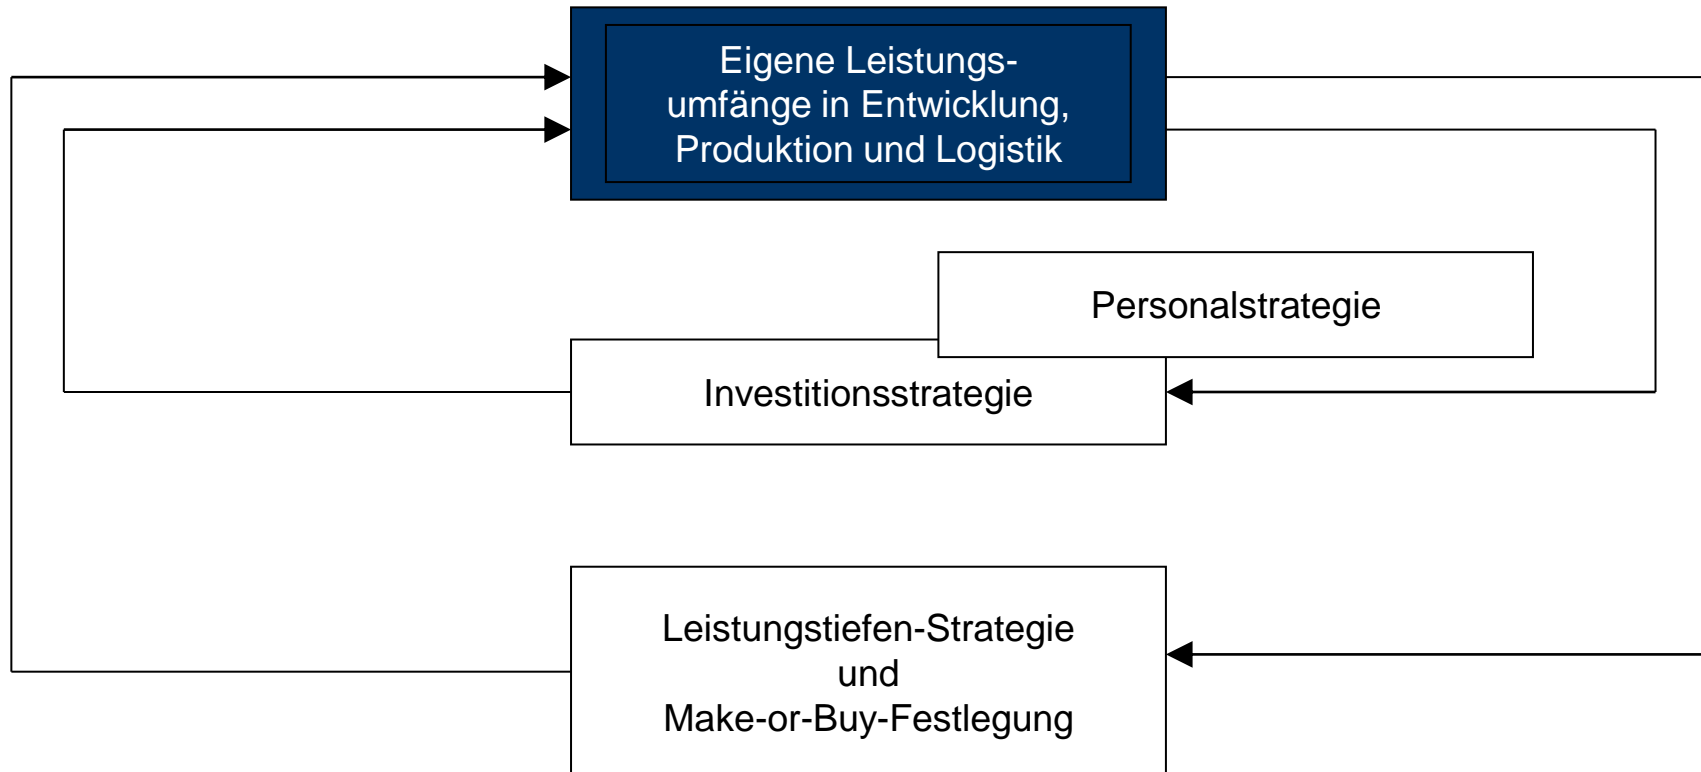 Eigene Leistungs-
umfänge in Entwicklung,
Produktion und Logistik
Personalstrategie
Investitionsstrategie
Leistungstiefen-Strategie
und
Make-or-Buy-Festlegung